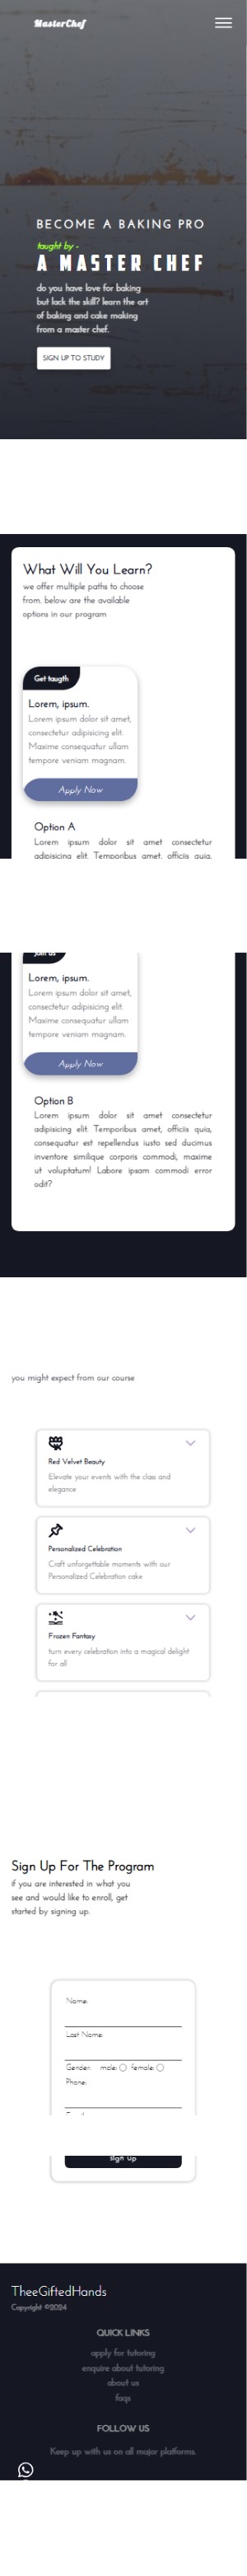 MasterChef
BECOME A BAKING PRO
taught by -
A MASTER CHEF
do you have love for baking
but lack the skill? learn the art
of baking and cake making
from a master chef.
SIGN UP TO STUDY
What Will You Learn?
we offer multiple paths to choose
from. below are the available
options in our program
Get taugth
Lorem, ipsum.
Lorem ipsum dolor sit amet,
consectetur adipisicing elit.
Maxime consequatur ullam
tempore veniam magnam.
Apply Now
Option A
Lorem ipsum dolor sit amet consectetur
adipisicing elit. Temporibus amet, officiis quia,
Join us
Lorem, ipsum.
Lorem ipsum dolor sit amet,
consectetur adipisicing elit.
Maxime consequatur ullam
tempore veniam magnam.
Apply Now
Option B
Lorem ipsum dolor sit amet consectetur
adipisicing elit. Temporibus amet, officiis quia,
consequatur est repellendus iusto sed ducimus
inventore similique corporis commodi, maxime
ut voluptatum! Labore ipsam commodi error
odit?
you might expect from our course
Red Velvet Beauty
Elevate your events with the class and
elegance
Personalized Celebration
Craft unforgettable moments with our
Personalized Celebration cake
Frozen Fantasy
turn every celebration into a magical delight
for all
Sign Up For The Program
if you are interested in what you
see and would like to enroll, get
started by signing up.
Name:
Last Name:
Gender: male: female:
Phone:
sign up
TheeGiftedHands
Copyright ©2024
QUICK LINKS
apply for tutoring
enquire about tutoring
about us
faqs
FOLLOW US
Keep up with us on all major platforms.